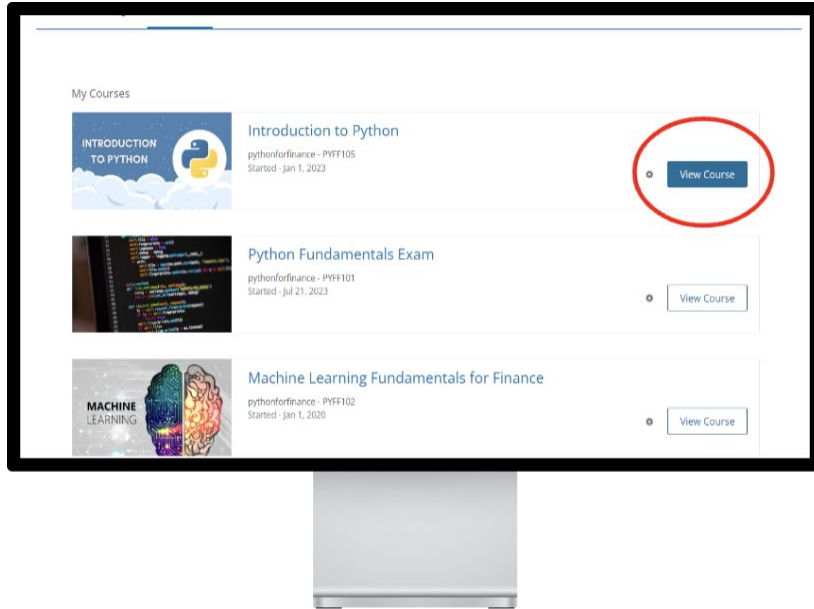 My Courses
INTRODUCTION
TO PYTHON
Introduction to Python
pythonforfinance - PYFF105
Started - Jan 1, 2023
View Course
Python Fundamentals Exam
pythonforfinance - PYFF101
Started - Jul 21, 2023
View Course
MACHINE
LEARNING
Machine Learning Fundamentals for Finance
pythonforfinance - PYFF102
Started - Jan 1, 2020
View Course